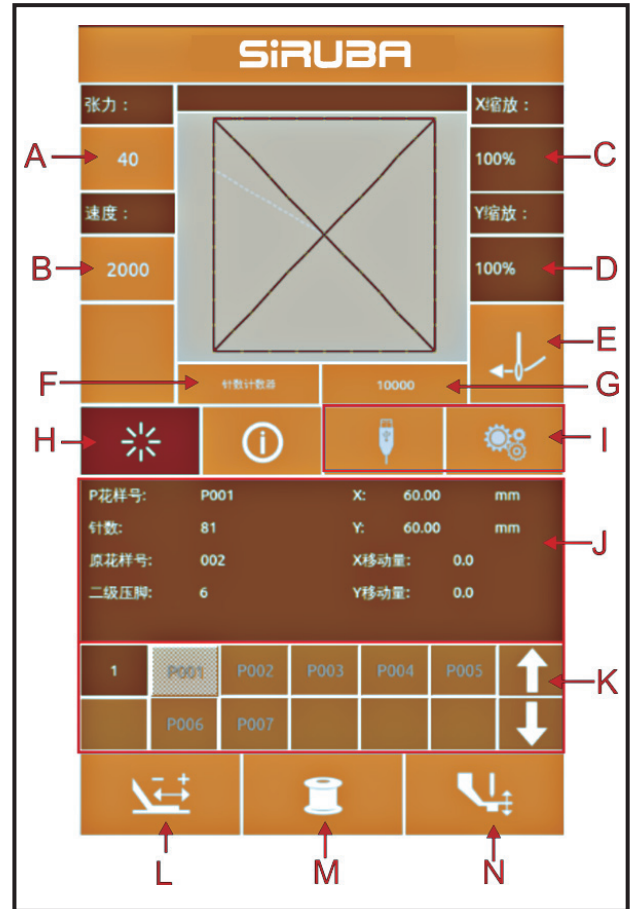 SiRUBA
张力：
X缩放：
A
40
100%
C
速度：
Y缩放：
B
2000
100%
D
E
F
针数计数器
10000
G
H
I
P花样号: P001 X: 60.00 mm
针数: 81 Y: 60.00 mm
J
原花样号: 002 X移动量: 0.0
二级压脚: 6 Y移动量: 0.0
1 P001 P002 P003 P004 P005
K
P006 P007
L M N